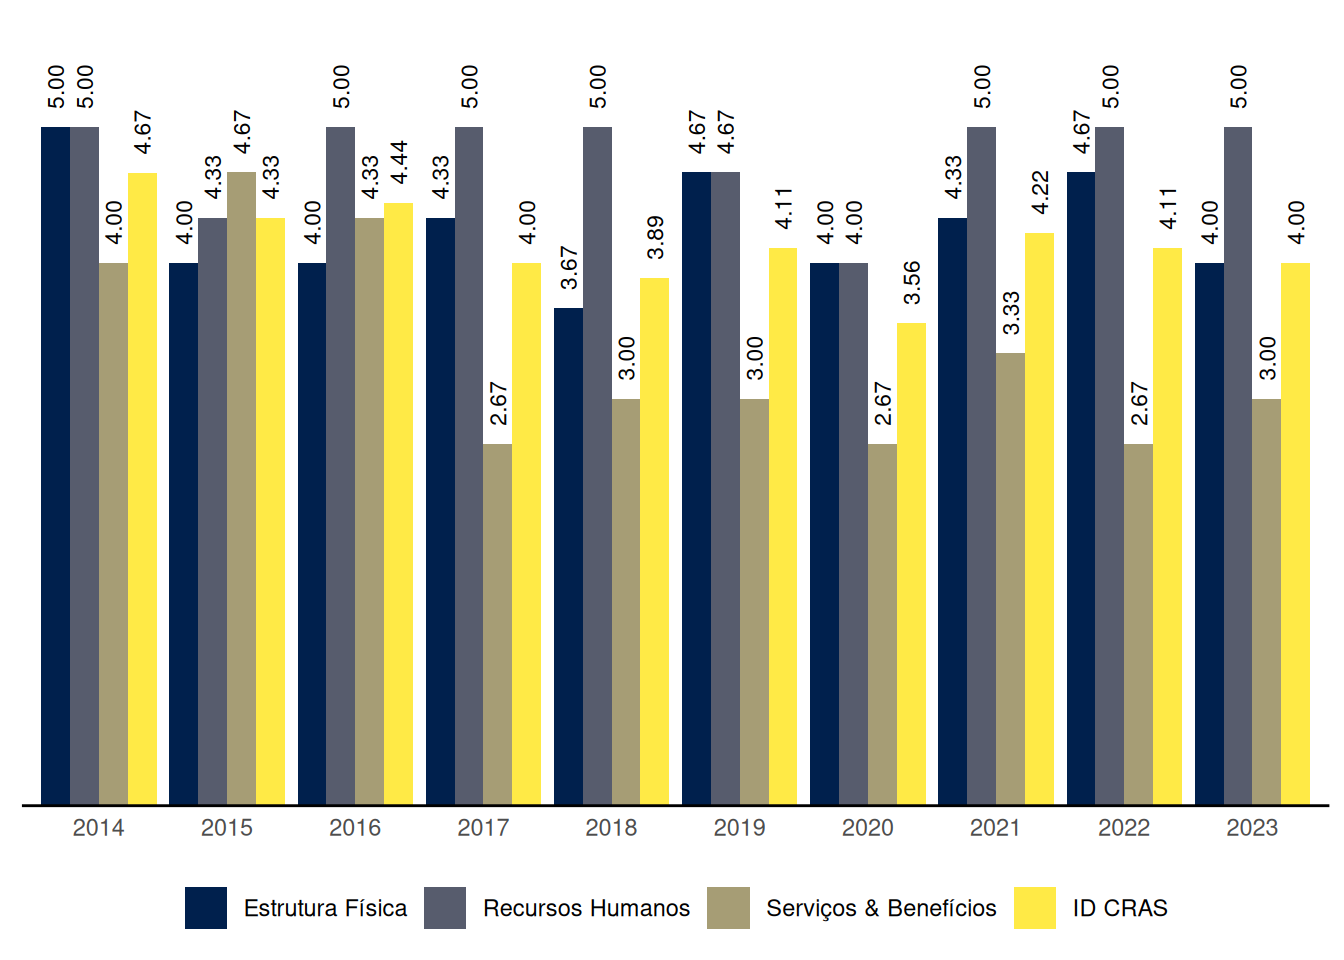 5.00 5.00 4.00 4.67 4.00 4.33 4.67 4.33 4.00 5.00 4.33 4.44 4.33 5.00 2.67 4.00 3.67 5.00 3.00 3.89 4.67 4.67 3.00 4.11 4.00 4.00 2.67 3.56 4.33 5.00 3.33 4.22 4.67 5.00 2.67 4.11 4.00 5.00 3.00 4.00
2014 2015 2016 2017 2018 2019 2020 2021 2022 2023
Estrutura Física Recursos Humanos Serviços & Benefícios ID CRAS